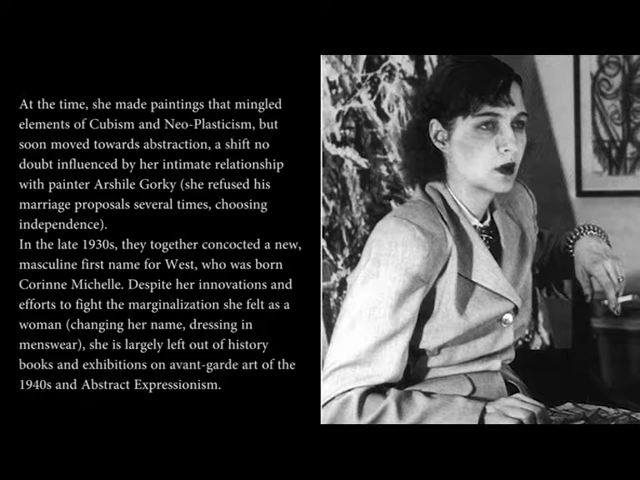 At the time, she made paintings that mingled
elements of Cubism and Neo-Plasticism, but
soon moved towards abstraction, a shift no
doubt influenced by her intimate relationship
with painter Arshile Gorky (she refused his
marriage proposals several times, choosing
independence).
In the late 1930s, they together concocted a new,
masculine first name for West, who was born
Corinne Michelle. Despite her innovations and
efforts to fight the marginalization she felt as a
woman (changing her name, dressing in
menswear), she is largely left out of history
books and exhibitions on avant-garde art of the
1940s and Abstract Expressionism.